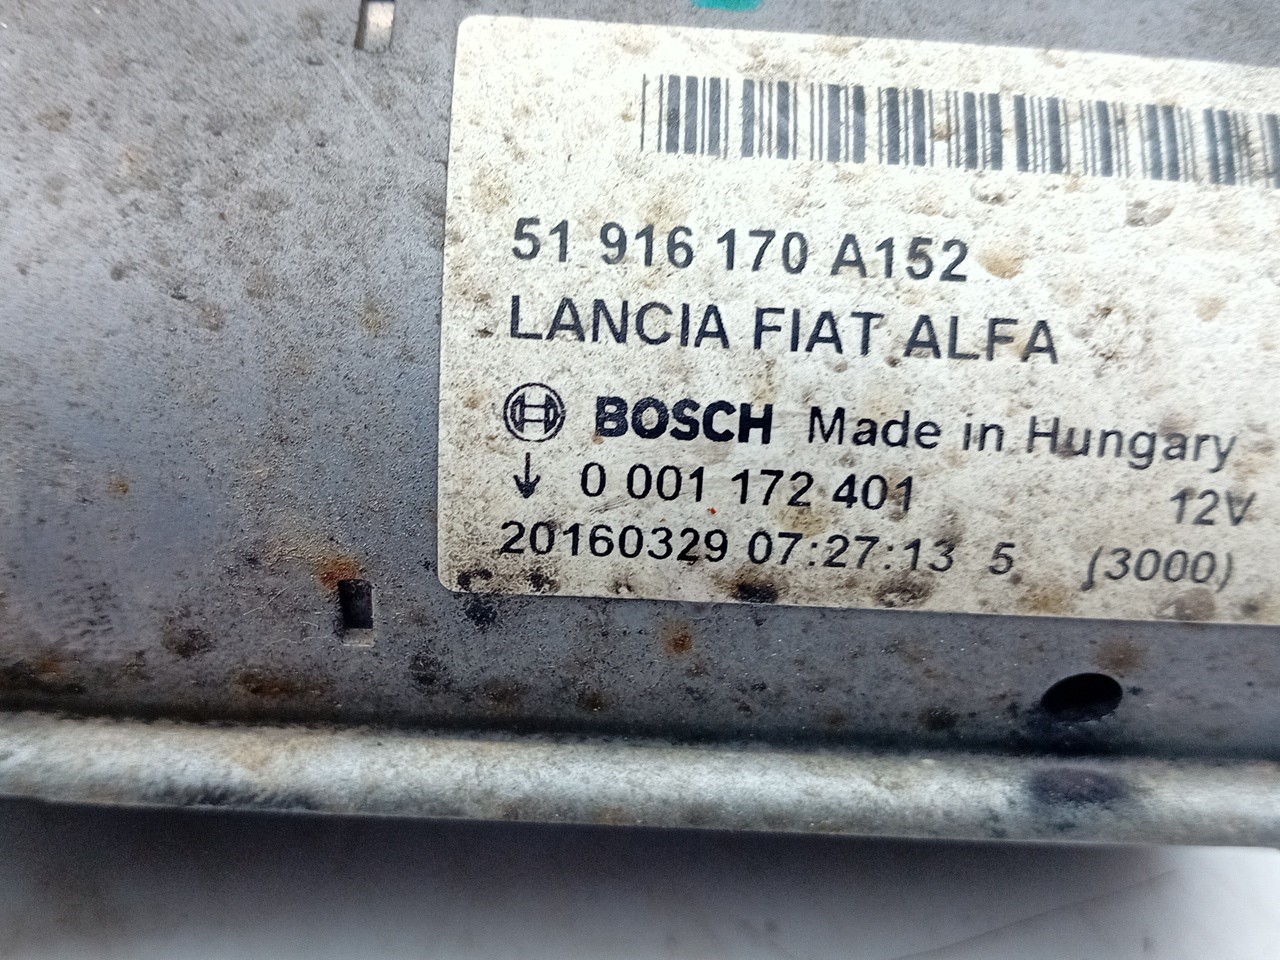 51 916 170 A152
LANCIA FIAT ALFA
BOSCH Made in Hungary
↓ 0 001 172 401 12V
20160329 07:27:13 5 (3000)